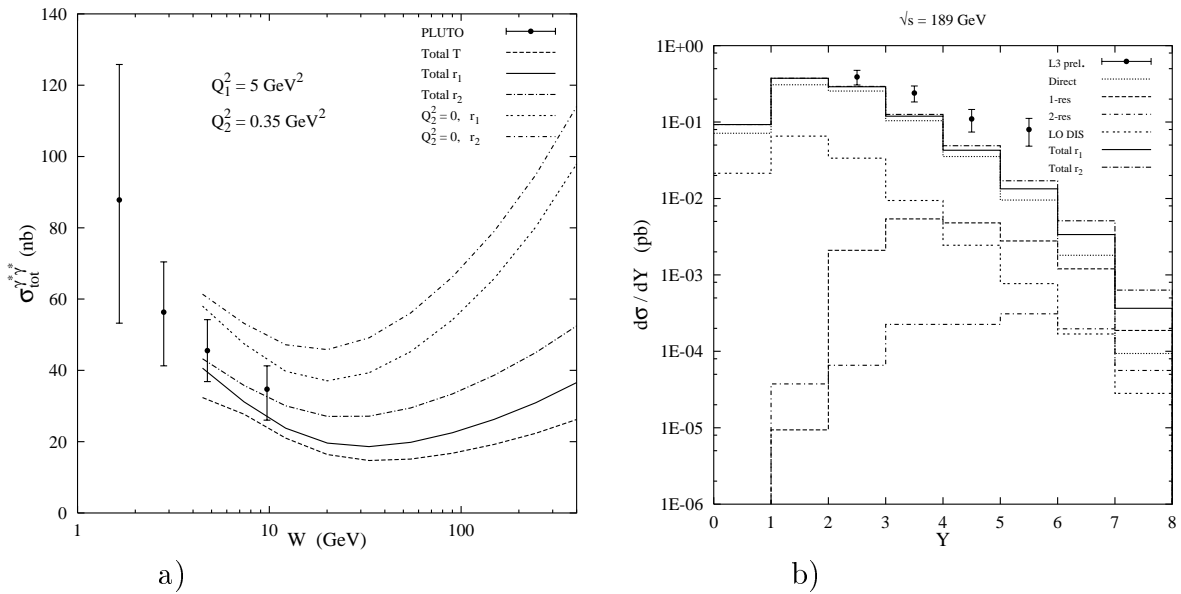 140
120
100
80
60
40
20
0
σ_tot^γ*γ* (nb)
PLUTO
Total T
Total r₁
Total r₂
Q₂² = 0, r₁
Q₂² = 0, r₂
Q₁² = 5 GeV²
Q₂² = 0.35 GeV²
1 10 100
W (GeV)
a)
√s = 189 GeV
1E+00
1E-01
1E-02
1E-03
1E-04
1E-05
1E-06
dσ / dY (pb)
L3 prel.
Direct
1-res
2-res
LO DIS
Total r₁
Total r₂
0 1 2 3 4 5 6 7 8
Y
b)